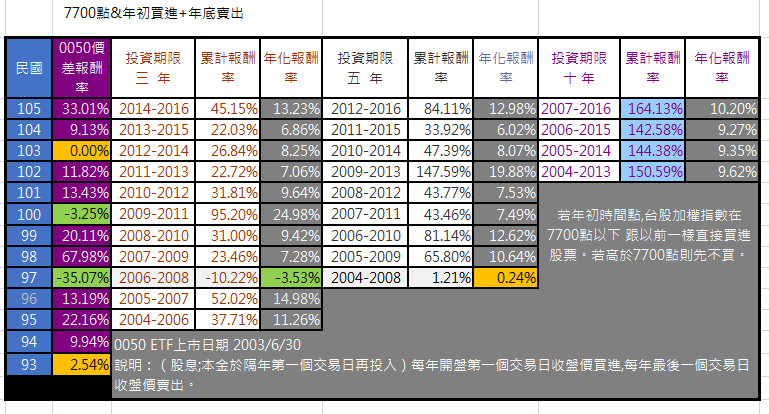 7700點&年初買進+年底賣出
民國 0050價差報酬率 投資期限三 年 累計報酬率 年化報酬率 投資期限五 年 累計報酬率 年化報酬率 投資期限十 年 累計報酬率 年化報酬率
105 33.01% 2014-2016 45.15% 13.23% 2012-2016 84.11% 12.98% 2007-2016 164.13% 10.20%
104 9.13% 2013-2015 22.03% 6.86% 2011-2015 33.92% 6.02% 2006-2015 142.58% 9.27%
103 0.00% 2012-2014 26.84% 8.25% 2010-2014 47.39% 8.07% 2005-2014 144.38% 9.35%
102 11.82% 2011-2013 22.72% 7.06% 2009-2013 147.59% 19.88% 2004-2013 150.59% 9.62%
101 13.43% 2010-2012 31.81% 9.64% 2008-2012 43.77% 7.53%
100 -3.25% 2009-2011 95.20% 24.98% 2007-2011 43.46% 7.49%
99 20.11% 2008-2010 31.00% 9.42% 2006-2010 81.14% 12.62%
98 67.98% 2007-2009 23.46% 7.28% 2005-2009 65.80% 10.64%
97 -35.07% 2006-2008 -10.22% -3.53% 2004-2008 1.21% 0.24%
96 13.19% 2005-2007 52.02% 14.98%
95 22.16% 2004-2006 37.71% 11.26%
94 9.94%
93 2.54%
若年初時間點,台股加權指數在
7700點以下 跟以前一樣直接買進
股票。若高於7700點則先不買。
0050 ETF上市日期 2003/6/30
說明：（股息;本金於隔年第一個交易日再投入）每年開盤第一個交易日收盤價買進,每年最後一個交易日
收盤價賣出。